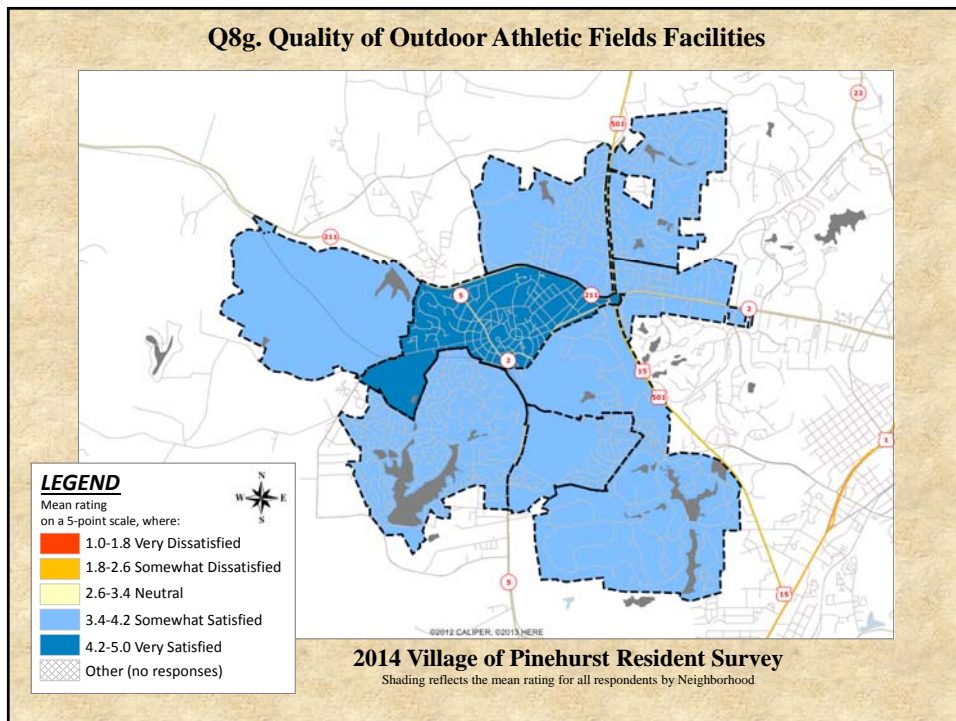 Q8g. Quality of Outdoor Athletic Fields Facilities
22
501
211
5
211
2
2
15
501
1
15
5
©2012 CALIPER, ©2013 HERE
LEGEND
N
W E
S
Mean rating
on a 5-point scale, where:
1.0-1.8 Very Dissatisfied
1.8-2.6 Somewhat Dissatisfied
2.6-3.4 Neutral
3.4-4.2 Somewhat Satisfied
4.2-5.0 Very Satisfied
Other (no responses)
2014 Village of Pinehurst Resident Survey
Shading reflects the mean rating for all respondents by Neighborhood